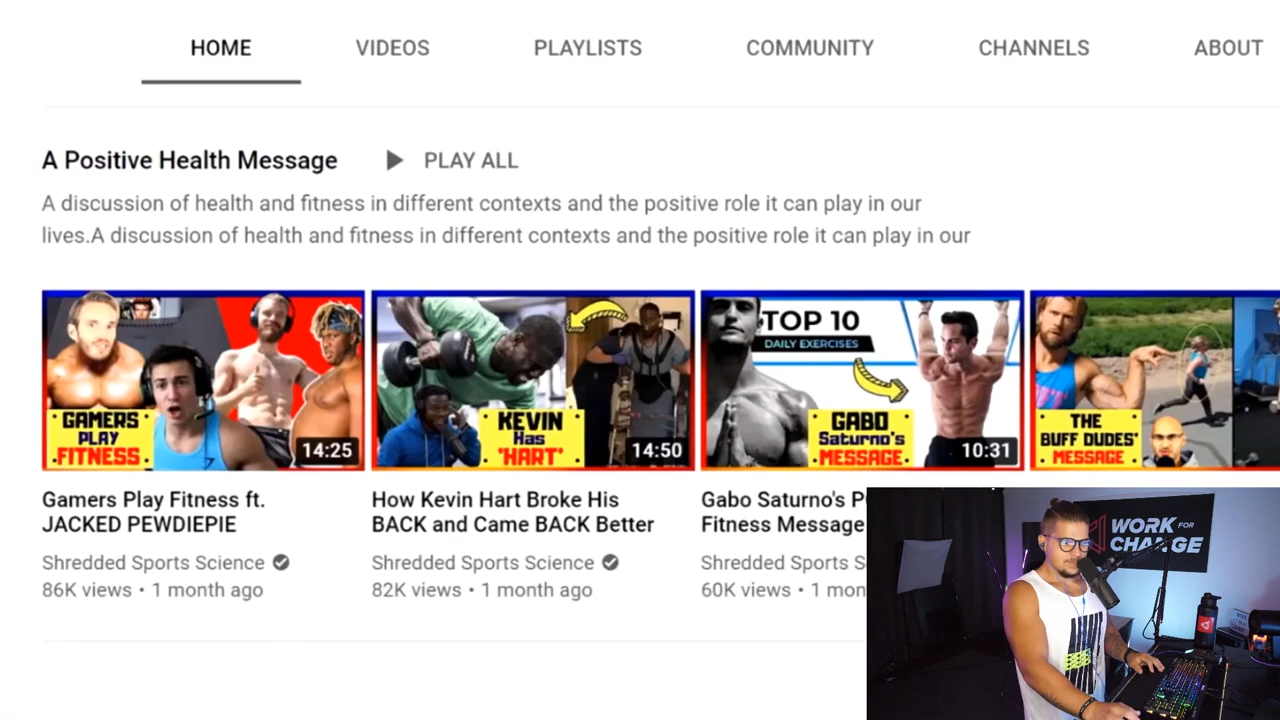 HOME VIDEOS PLAYLISTS COMMUNITY CHANNELS ABOUT
A Positive Health Message PLAY ALL
A discussion of health and fitness in different contexts and the positive role it can play in our
lives.A discussion of health and fitness in different contexts and the positive role it can play in our
GAMERS
PLAY
FITNESS
14:25
KEVIN
Has
'HART'
14:50
TOP 10
DAILY EXERCISES
GABO
Saturno's
MESSAGE
10:31
THE
BUFF DUDES'
MESSAGE
Gamers Play Fitness ft.
JACKED PEWDIEPIE
Shredded Sports Science
86K views • 1 month ago
How Kevin Hart Broke His
BACK and Came BACK Better
Shredded Sports Science
82K views • 1 month ago
Gabo Saturno's P
Fitness Message
Shredded Sports S
60K views • 1 mon
WORK FOR
CHANGE